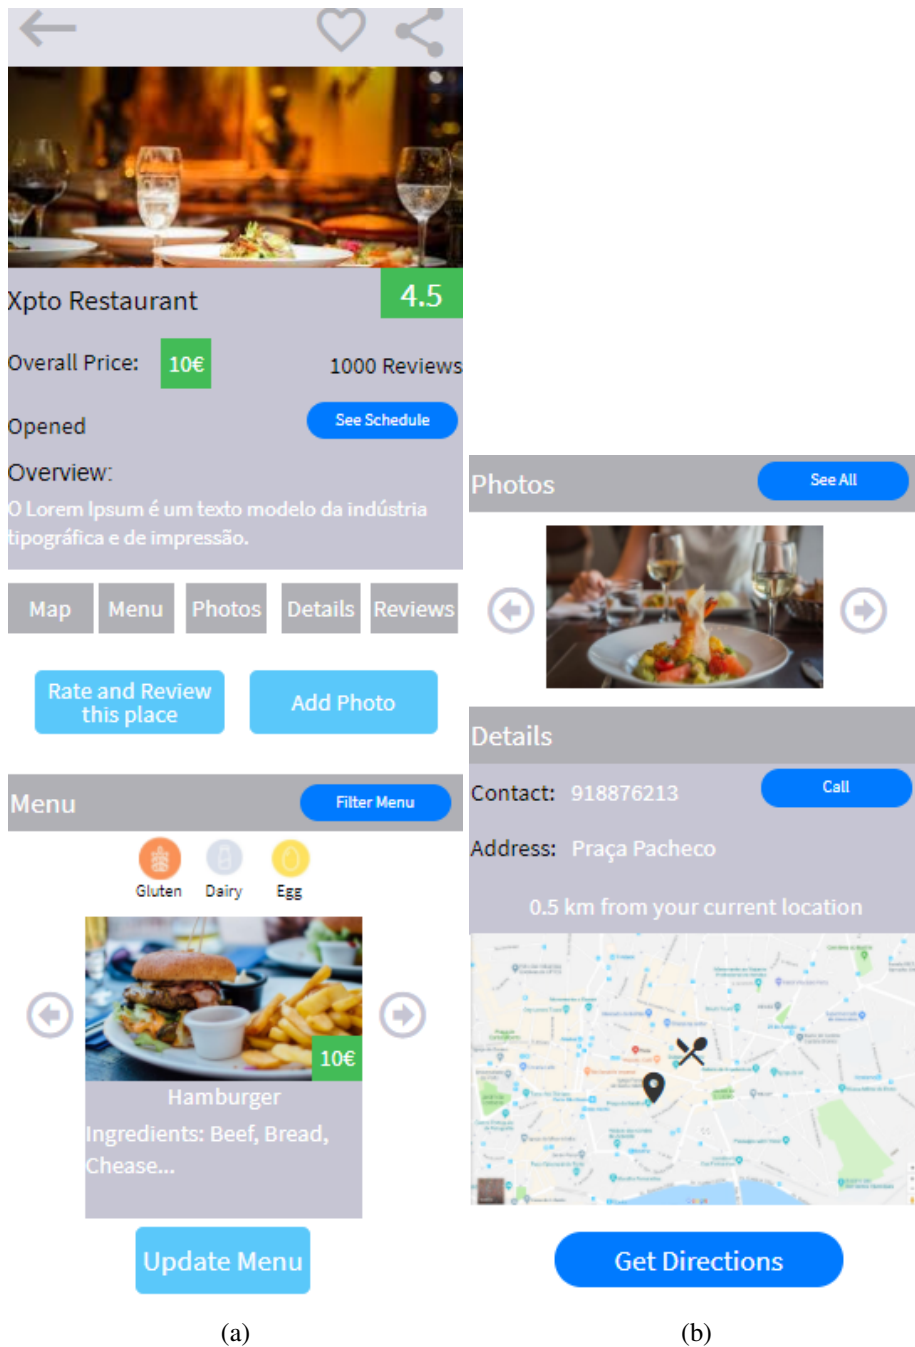 Xpto Restaurant
4.5
Overall Price:
10€
1000 Reviews
Opened
See Schedule
Overview:
O Lorem Ipsum é um texto modelo da indústria
tipográfica e de impressão.
Map
Menu
Photos
Details
Reviews
Rate and Review
this place
Add Photo
Menu
Filter Menu
Gluten
Dairy
Egg
10€
Hamburger
Ingredients: Beef, Bread,
Chease...
Update Menu
(a)
Photos
See All
Details
Contact: 918876213
Call
Address: Praça Pacheco
0.5 km from your current location
Get Directions
(b)